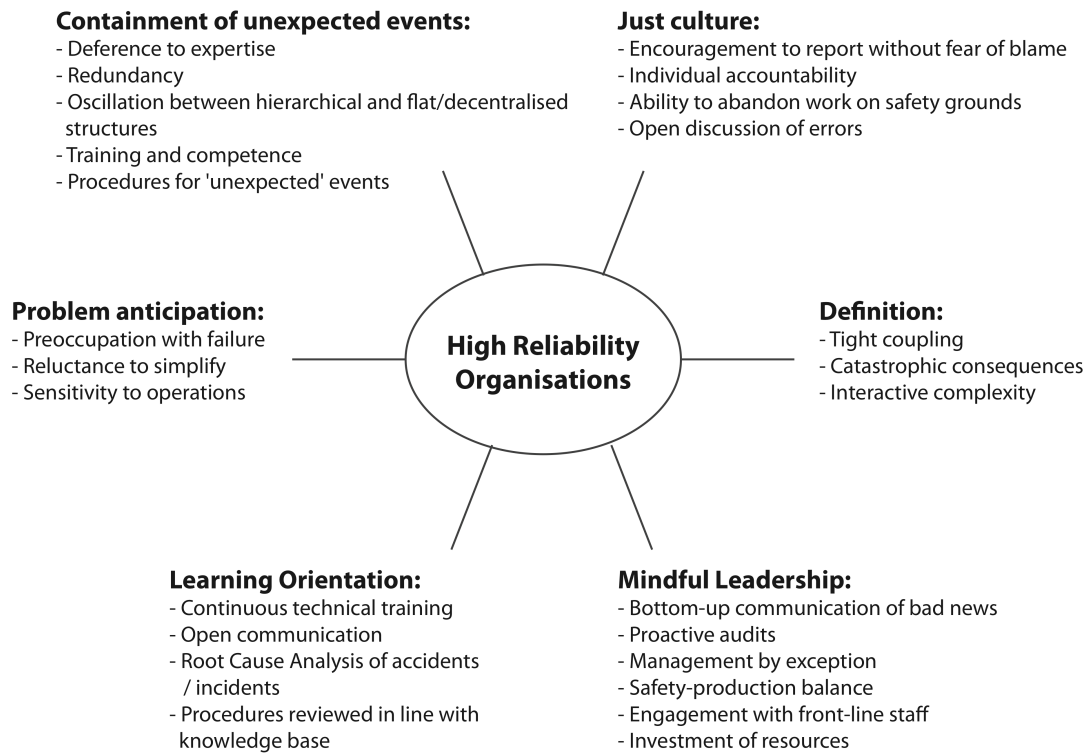 Containment of unexpected events:
- Deference to expertise
- Redundancy
- Oscillation between hierarchical and flat/decentralised
structures
- Training and competence
- Procedures for 'unexpected' events
Just culture:
- Encouragement to report without fear of blame
- Individual accountability
- Ability to abandon work on safety grounds
- Open discussion of errors
Problem anticipation:
- Preoccupation with failure
- Reluctance to simplify
- Sensitivity to operations
High Reliability
Organisations
Definition:
- Tight coupling
- Catastrophic consequences
- Interactive complexity
Learning Orientation:
- Continuous technical training
- Open communication
- Root Cause Analysis of accidents
/ incidents
- Procedures reviewed in line with
knowledge base
Mindful Leadership:
- Bottom-up communication of bad news
- Proactive audits
- Management by exception
- Safety-production balance
- Engagement with front-line staff
- Investment of resources